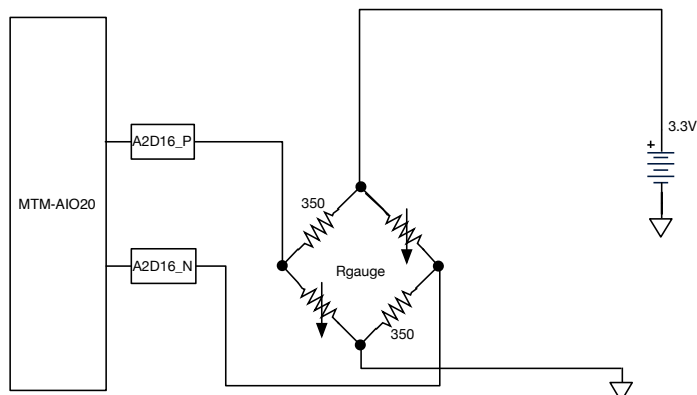 3.3V
+
A2D16_P
MTM-AIO20
350
A2D16_N
Rgauge
350